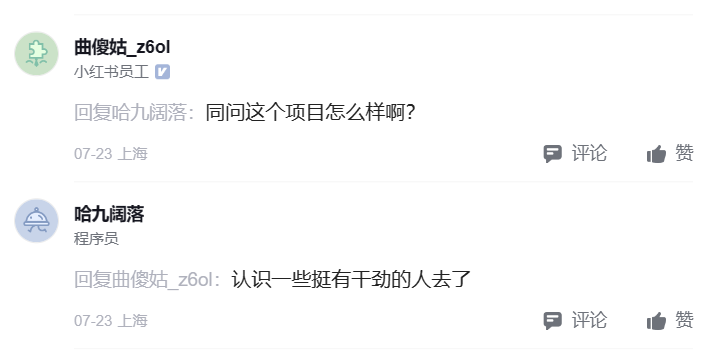 曲傻姑_z6ol
小红书员工
回复哈九阔落：同问这个项目怎么样啊？
07-23 上海
评论 赞
哈九阔落
程序员
回复曲傻姑_z6ol：认识一些挺有干劲的人去了
07-23 上海
评论 赞